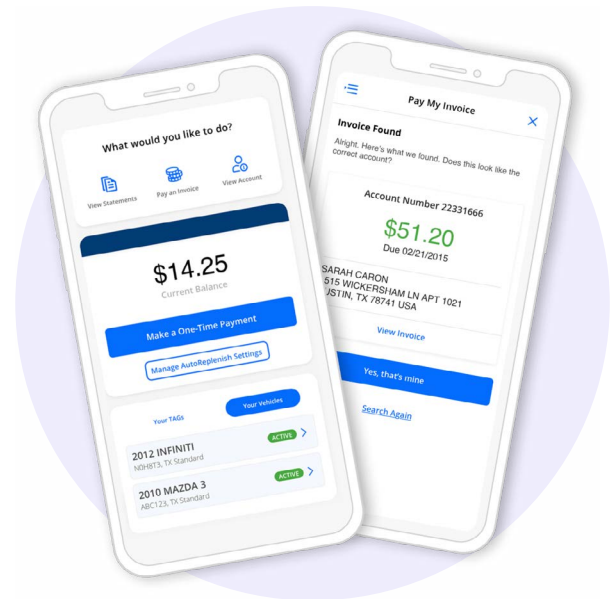 What would you like to do?
View Statements
Pay an Invoice
View Account
$14.25
Current Balance
Make a One-Time Payment
Manage AutoReplenish Settings
Your TAGs
Your Vehicles
2012 INFINITI
ACTIVE
N0H8T3, TX Standard
2010 MAZDA 3
ACTIVE
ABC123, TX Standard
Pay My Invoice
Invoice Found
Alright. Here's what we found. Does this look like the
correct account?
Account Number 22331666
$51.20
Due 02/21/2015
SARAH CARON
515 WICKERSHAM LN APT 1021
USTIN, TX 78741 USA
View Invoice
Yes, that's mine
Search Again